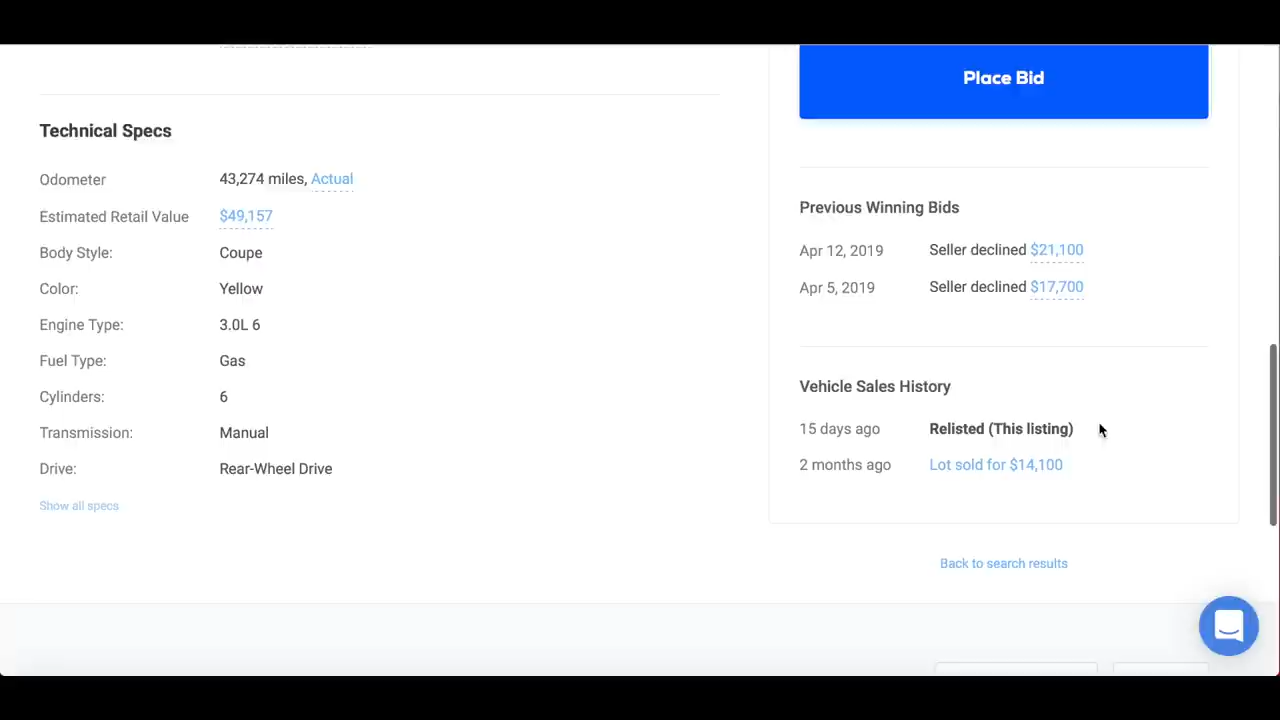 Technical Specs
Odometer 43,274 miles, Actual
Estimated Retail Value $49,157
Body Style: Coupe
Color: Yellow
Engine Type: 3.0L 6
Fuel Type: Gas
Cylinders: 6
Transmission: Manual
Drive: Rear-Wheel Drive
Show all specs
Place Bid
Previous Winning Bids
Apr 12, 2019 Seller declined $21,100
Apr 5, 2019 Seller declined $17,700
Vehicle Sales History
15 days ago Relisted (This listing)
2 months ago Lot sold for $14,100
Back to search results